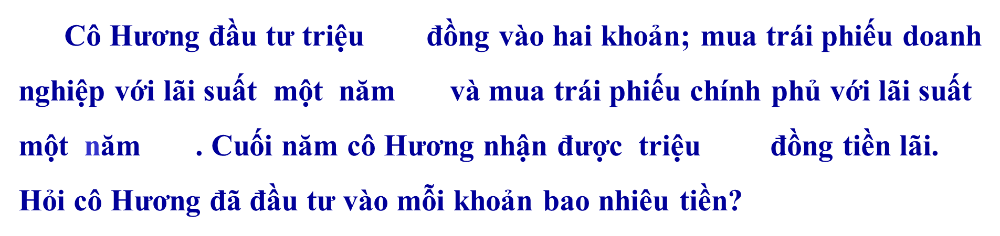 Cô Hương đầu tư triệu đồng vào hai khoản; mua trái phiếu doanh
nghiệp với lãi suất một năm và mua trái phiếu chính phủ với lãi suất
một năm . Cuối năm cô Hương nhận được triệu đồng tiền lãi.
Hỏi cô Hương đã đầu tư vào mỗi khoản bao nhiêu tiền?